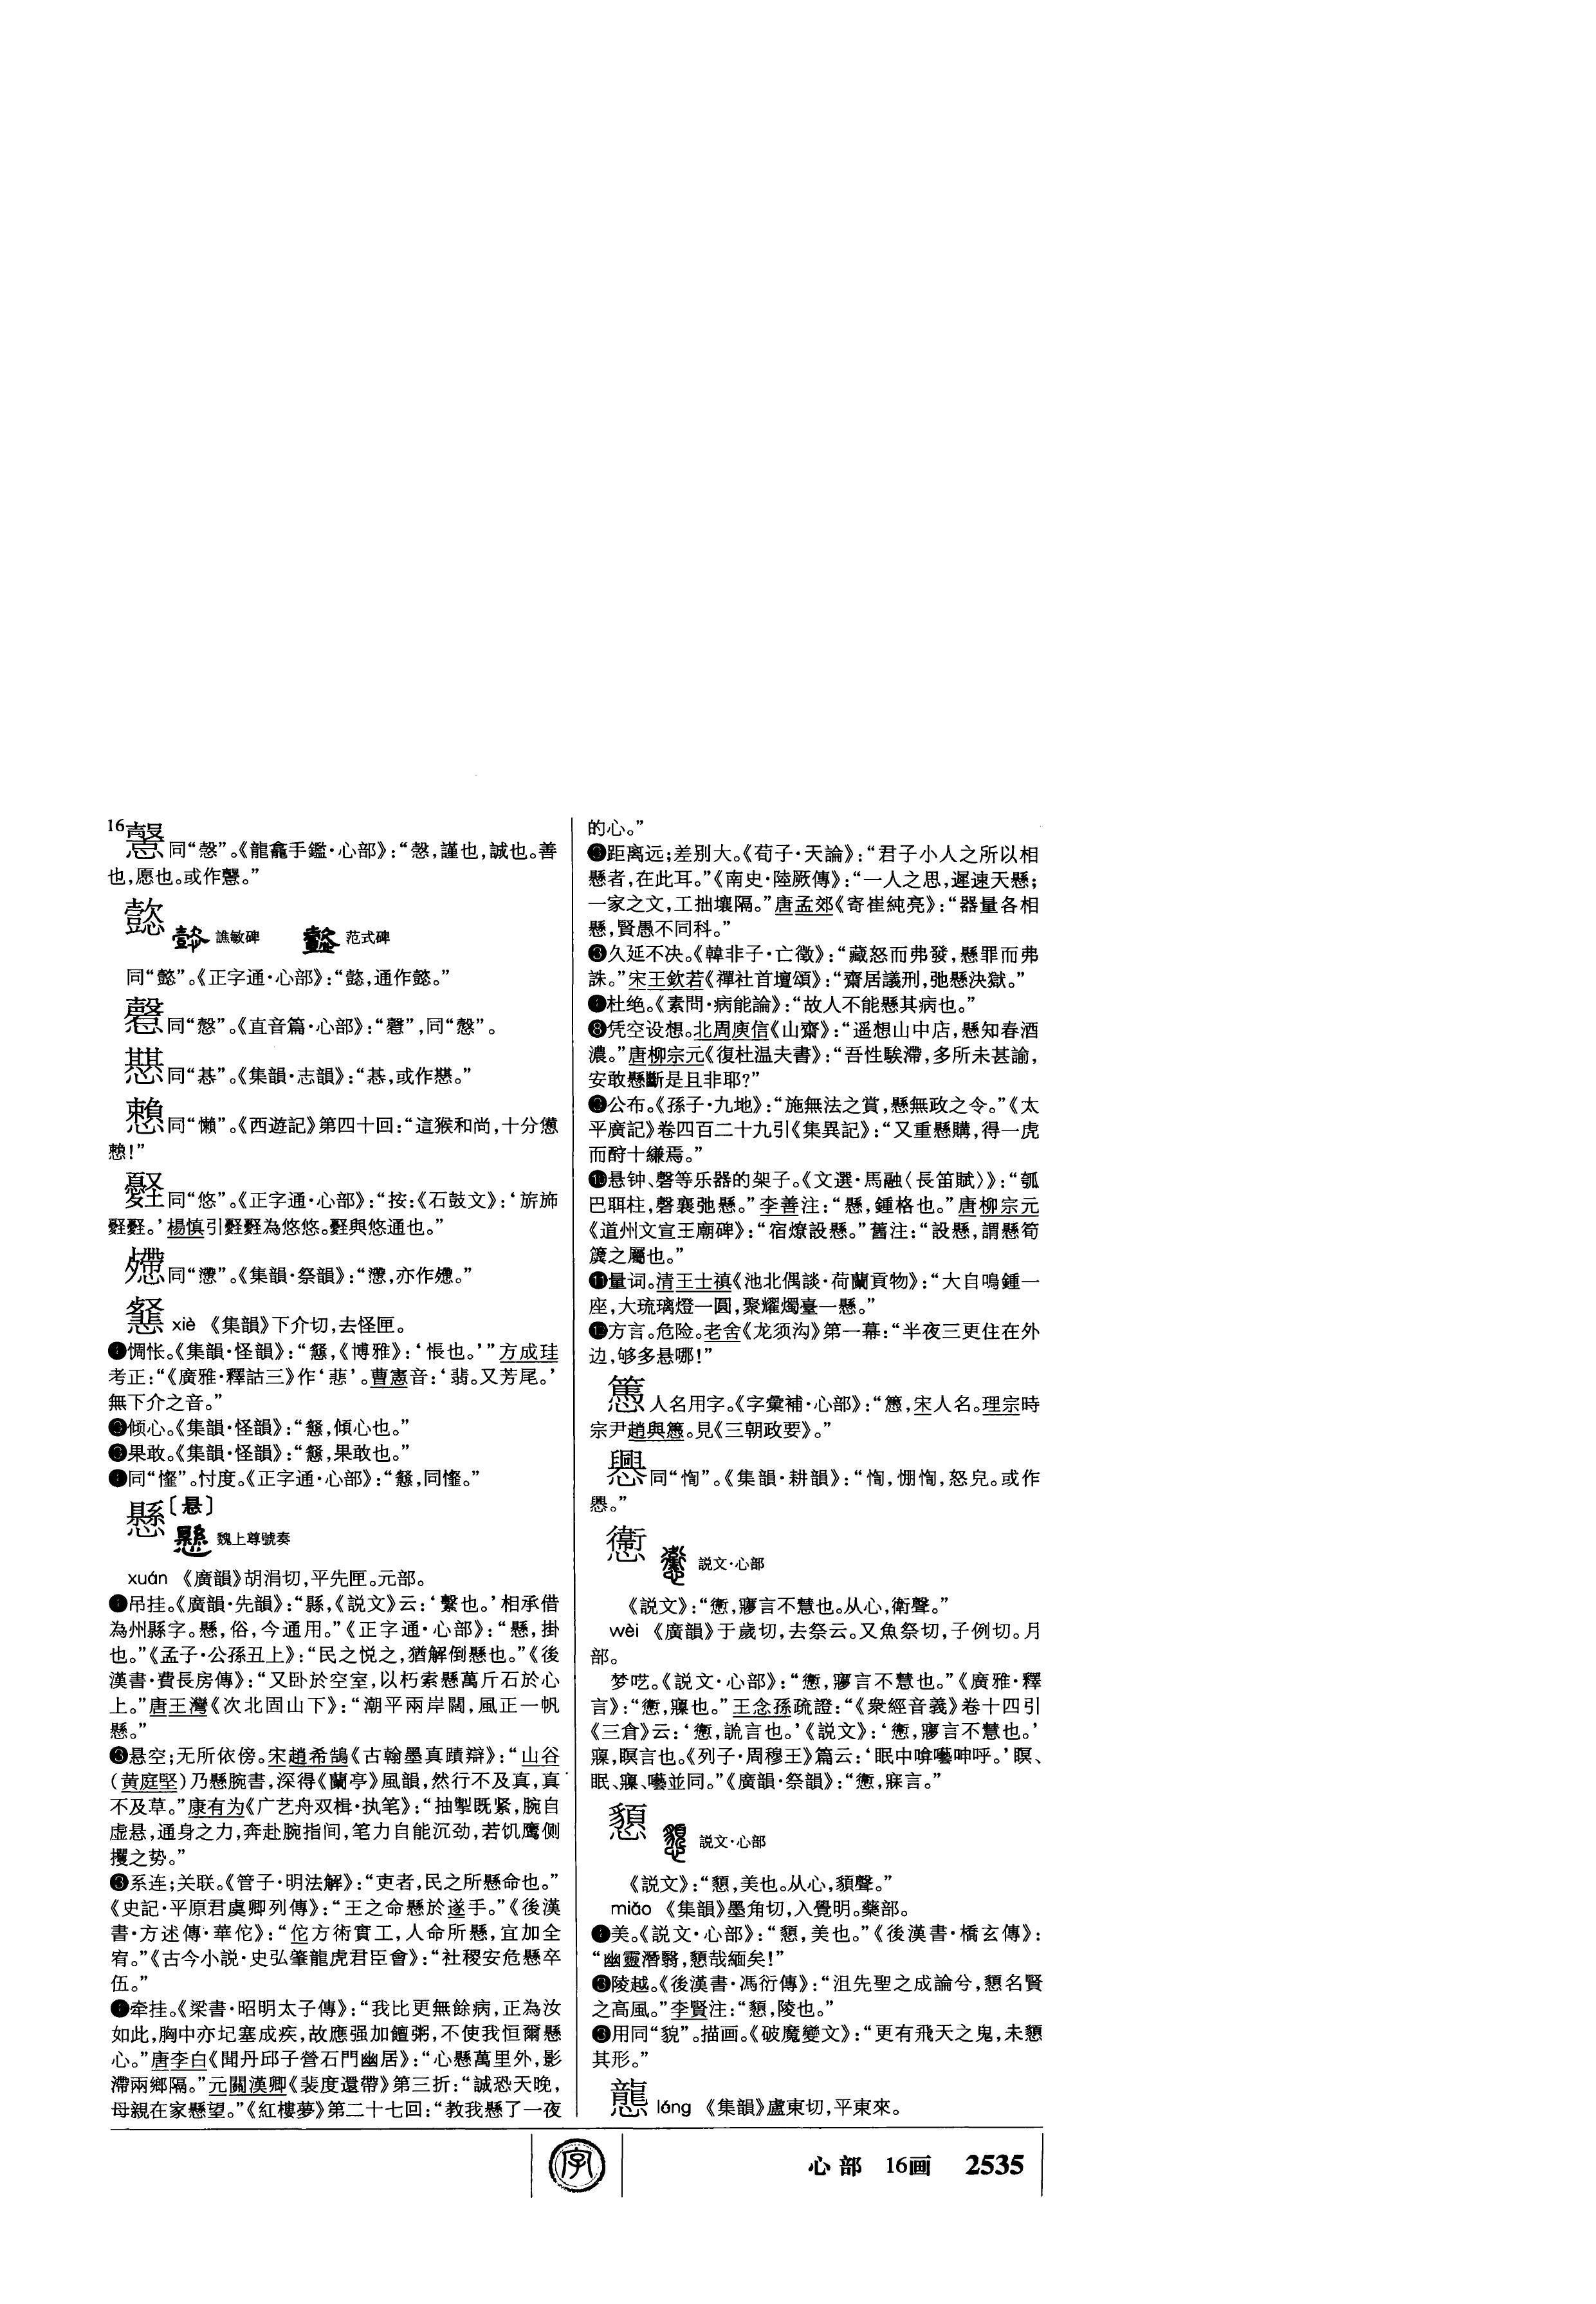 16
同“慤”。《龍龕手鑑·心部》：“慤，謹也，誠也。善
也，愿也。或作。”
譙敏碑 范式碑
同“懿”。《正字通·心部》：“懿，通作。”
同“慇”。《直音篇·心部》：“，同“慇”。
同“惎”。《集韻·志韻》：“惎，或作。”
同“懶”。《西遊記》第四十回：“這猴和尚，十分憊
！”
同“悠”。《正字通·心部》：“按：《石鼓文》：‘
。’楊慎引為悠悠。與悠通也。”
同“懘”。《集韻·祭韻》：“懘，亦作。”
xiè 《集韻》下介切，去怪匣。
❶惆怅。《集韻·怪韻》：“，《博雅》：‘悵也。’”方成珪
考正：“《廣雅·釋詁三》作‘悲’。曹憲音：‘翡。又芳尾。’
無下介之音。”
❷倾心。《集韻·怪韻》：“，傾心也。”
❸果敢。《集韻·怪韻》：“，果敢也。”
❹同“”。忖度。《正字通·心部》：“，同。”
懸〔悬〕
魏上尊號奏
xuán 《廣韻》胡涓切，平先匣。元部。
❶吊挂。《廣韻·先韻》：“縣，《説文》云：‘繫也。’相承借
為州縣字。懸，俗，今通用。”《正字通·心部》：“懸，掛
也。”《孟子·公孫丑上》：“民之悦之，猶解倒懸也。”《後
漢書·費長房傳》：“又卧於空室，以朽索懸萬斤石於心
上。”唐王灣《次北固山下》：“潮平兩岸闊，風正一帆
懸。”
❷悬空；无所依傍。宋趙希鵠《古翰墨真蹟辯》：“山谷
（黄庭堅）乃懸腕書，深得《蘭亭》風韻，然行不及真，真
不及草。”康有为《广艺舟双楫·执笔》：“抽掣既紧，腕自
虚悬，通身之力，奔赴腕指间，笔力自能沉劲，若饥鹰侧
攫之势。”
❸系连；关联。《管子·明法解》：“吏者，民之所懸命也。”
《史記·平原君虞卿列傳》：“王之命懸於遂手。”《後漢
書·方述傳·華佗》：“佗方術實工，人命所懸，宜加全
宥。”《古今小説·史弘肇龍虎君臣會》：“社稷安危懸卒
伍。”
❹牵挂。《梁書·昭明太子傳》：“我比更無餘病，正為汝
如此，胸中亦圮塞成疾，故應强加饘粥，不使我恒爾懸
心。”唐李白《聞丹邱子營石門幽居》：“心懸萬里外，影
滯兩鄉隔。”元關漢卿《裴度還帶》第三折：“誠恐天晚，
母親在家懸望。”《紅樓夢》第二十七回：“教我懸了一夜
的心。”
❺距离远；差别大。《荀子·天論》：“君子小人之所以相
懸者，在此耳。”《南史·陸厥傳》：“一人之思，遲速天懸；
一家之文，工拙壤隔。”唐孟郊《寄崔純亮》：“器量各相
懸，賢愚不同科。”
❻久延不决。《韓非子·亡徵》：“藏怒而弗發，懸罪而弗
誅。”宋王欽若《禪社首壇頌》：“齋居議刑，弛懸決獄。”
❼杜绝。《素問·病能論》：“故人不能懸其病也。”
❽凭空设想。北周庾信《山齋》：“遥想山中店，懸知春酒
濃。”唐柳宗元《復杜温夫書》：“吾性騃滯，多所未甚諭，
安敢懸斷是且非耶？”
❾公布。《孫子·九地》：“施無法之賞，懸無政之令。”《太
平廣記》卷四百二十九引《集異記》：“又重懸購，得一虎
而酧十縑焉。”
❿悬钟、磬等乐器的架子。《文選·馬融〈長笛賦〉》：“瓠
巴聑柱，磬襄弛懸。”李善注：“懸，鍾格也。”唐柳宗元
《道州文宣王廟碑》：“宿燎設懸。”舊注：“設懸，謂懸筍
簴之屬也。”
⓫量词。清王士禛《池北偶談·荷蘭貢物》：“大自鳴鍾一
座，大琉璃燈一圓，聚耀燭臺一懸。”
⓬方言。危险。老舍《龙须沟》第一幕：“半夜三更住在外
边，够多悬哪！”
人名用字。《字彙補·心部》：“，宋人名。理宗時
宗尹趙與。見《三朝政要》。”
同“恟”。《集韻·耕韻》：“恟，惆恟，怒皃。或作
。”
説文·心部
《説文》：“，㝱言不慧也。从心，衛聲。”
wèi 《廣韻》于歲切，去祭云。又魚祭切，子例切。月
部。
梦呓。《説文·心部》：“，㝱言不慧也。”《廣雅·釋
言》：“，寱也。”王念孫疏證：“《衆經音義》卷十四引
《三倉》云：‘，謊言也。’《説文》：‘，㝱言不慧也。’
寱，瞑言也。《列子·周穆王》篇云：‘眠中啽囈呻呼。’瞑、
眠、寱、囈並同。”《廣韻·祭韻》：“，寐言。”
懇
説文·心部
《説文》：“，美也。从心，䫉聲。”
miǎo 《集韻》墨角切，入覺明。藥部。
❶美。《説文·心部》：“，美也。”《後漢書·橋玄傳》：
“幽靈潛翳，哉緬矣！”
❷陵越。《後漢書·馮衍傳》：“沮先聖之成論兮，名賢
之高風。”李賢注：“，陵也。”
❸用同“貌”。描画。《破魔變文》：“更有飛天之鬼，未
其形。”
lóng 《集韻》盧東切，平東來。
字
心部 16画 2535